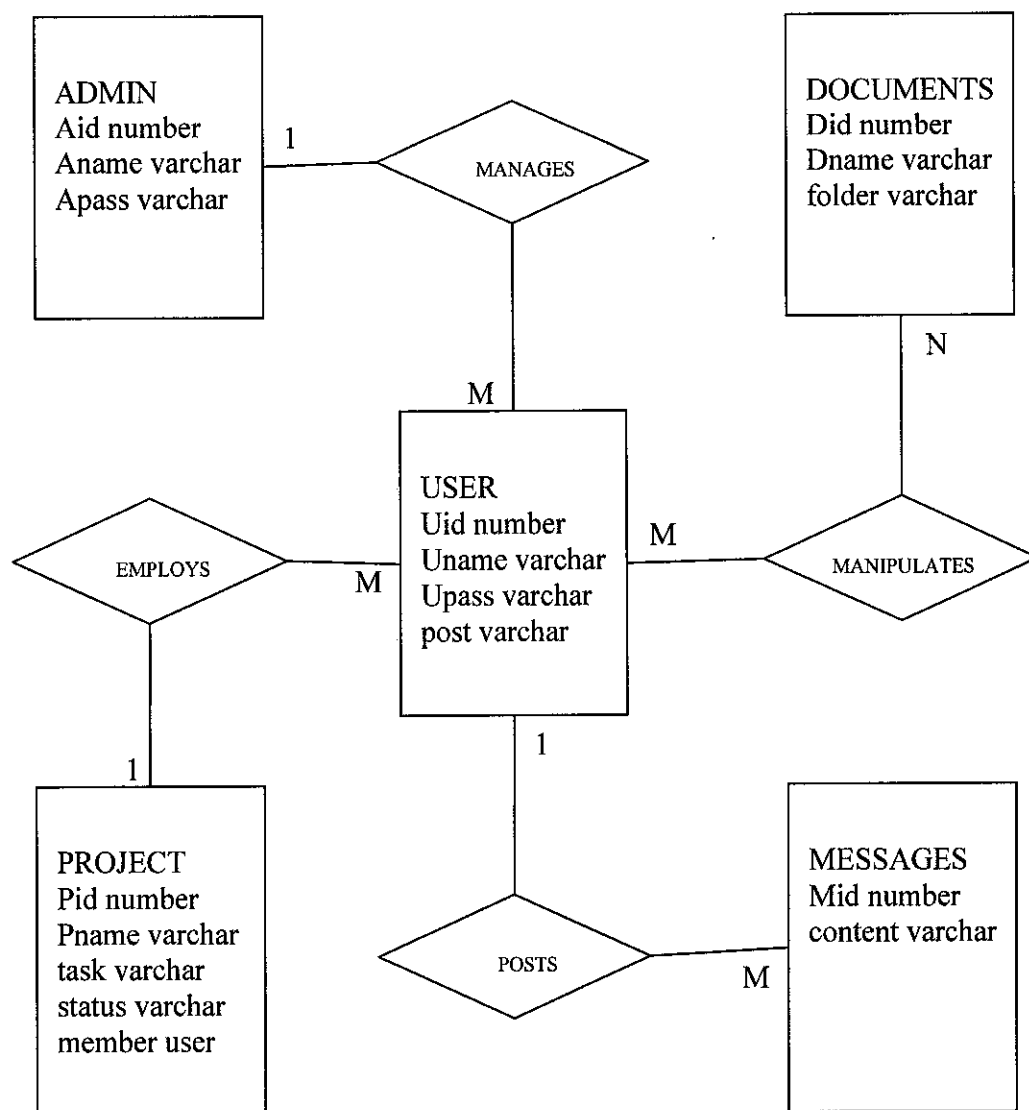 ADMIN
Aid number
Aname varchar
Apass varchar
1
MANAGES
M
DOCUMENTS
Did number
Dname varchar
folder varchar
N
EMPLOYS
M
1
USER
Uid number
Uname varchar
Upass varchar
post varchar
M
MANIPULATES
1
PROJECT
Pid number
Pname varchar
task varchar
status varchar
member user
POSTS
M
MESSAGES
Mid number
content varchar